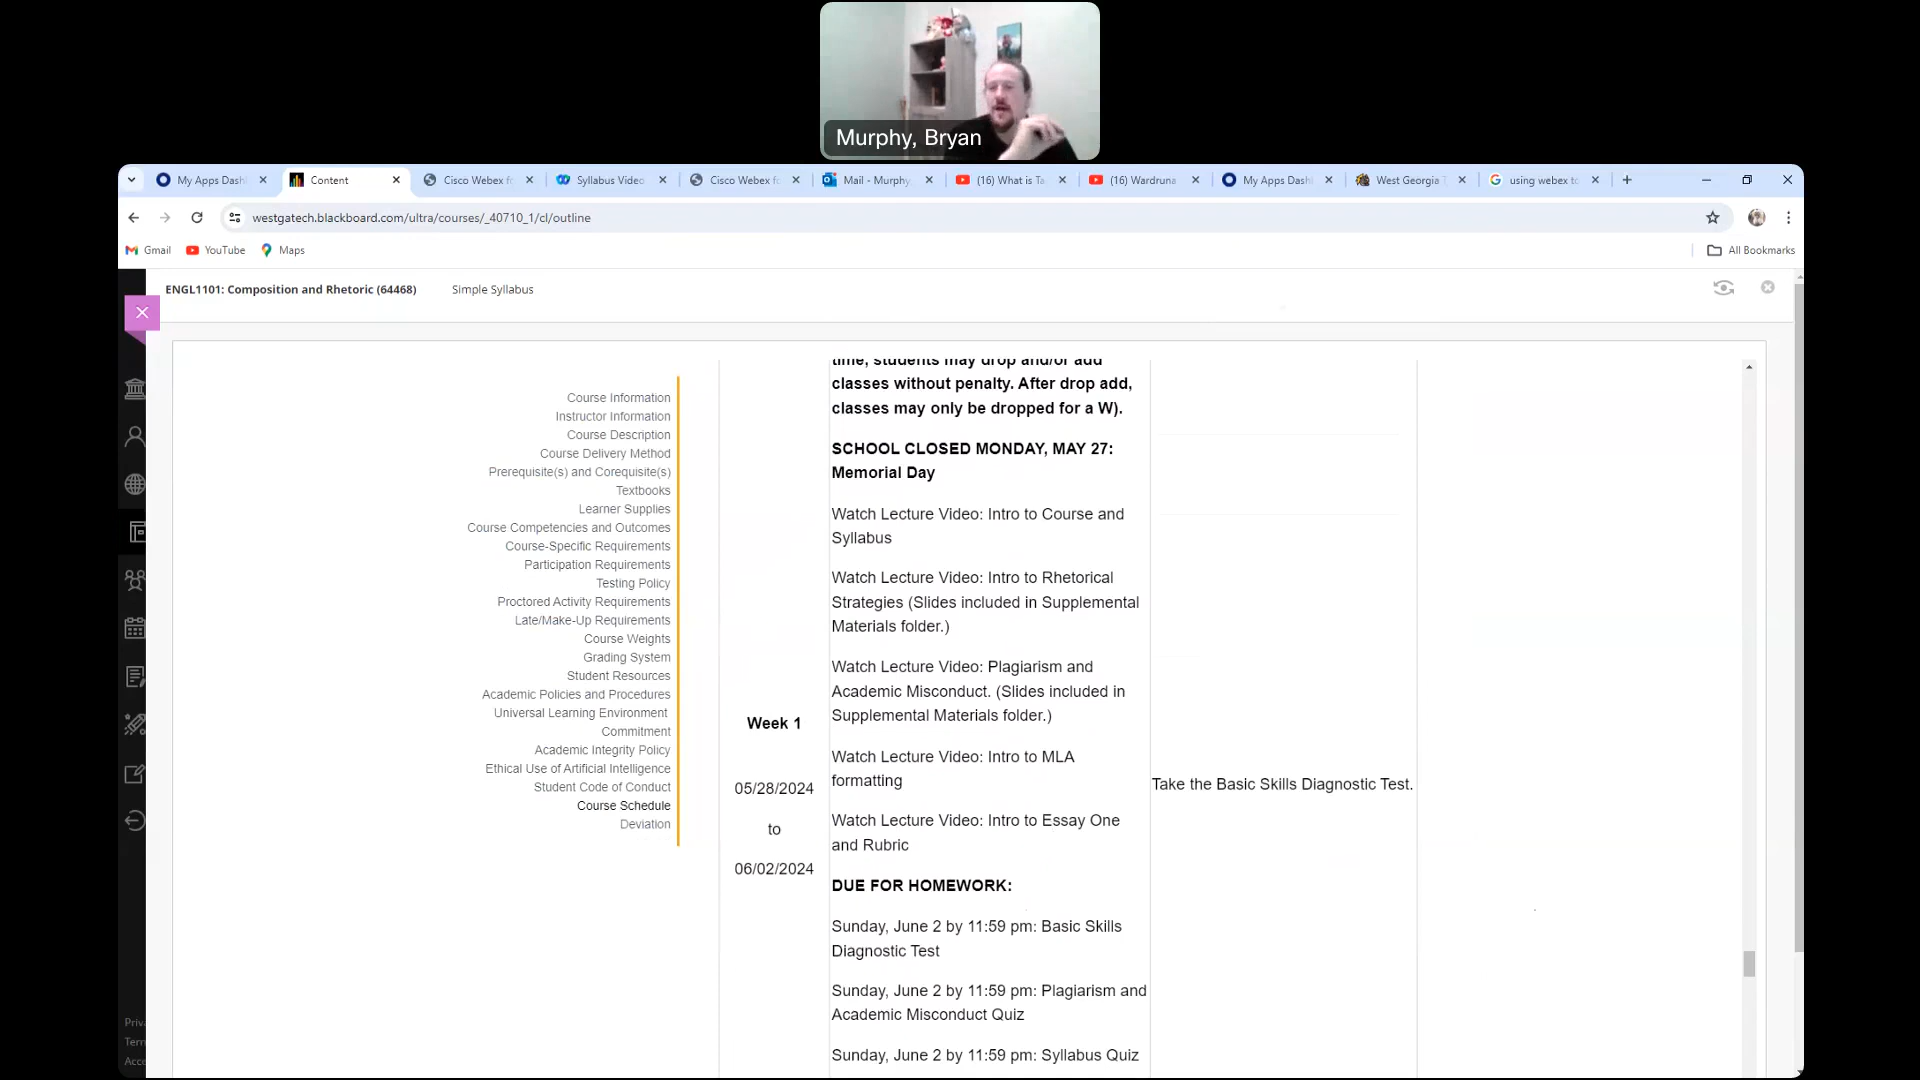 Murphy, Bryan
My Apps Dash
Content
Cisco Webex fo
Syllabus Video
Cisco Webex fo
Mail - Murphy,
(16) What is Ta
(16) Wardruna
My Apps Dash
West Georgia T
using webex to
westgatech.blackboard.com/ultra/courses/_40710_1/cl/outline
Gmail
YouTube
Maps
All Bookmarks
ENGL1101: Composition and Rhetoric (64468)
Simple Syllabus
Course Information
Instructor Information
Course Description
Course Delivery Method
Prerequisite(s) and Corequisite(s)
Textbooks
Learner Supplies
Course Competencies and Outcomes
Course-Specific Requirements
Participation Requirements
Testing Policy
Proctored Activity Requirements
Late/Make-Up Requirements
Course Weights
Grading System
Student Resources
Academic Policies and Procedures
Universal Learning Environment
Commitment
Academic Integrity Policy
Ethical Use of Artificial Intelligence
Student Code of Conduct
Course Schedule
Deviation
Week 1
05/28/2024
to
06/02/2024
time, students may drop and/or add
classes without penalty. After drop add,
classes may only be dropped for a W).
SCHOOL CLOSED MONDAY, MAY 27:
Memorial Day
Watch Lecture Video: Intro to Course and
Syllabus
Watch Lecture Video: Intro to Rhetorical
Strategies (Slides included in Supplemental
Materials folder.)
Watch Lecture Video: Plagiarism and
Academic Misconduct. (Slides included in
Supplemental Materials folder.)
Watch Lecture Video: Intro to MLA
formatting
Watch Lecture Video: Intro to Essay One
and Rubric
DUE FOR HOMEWORK:
Sunday, June 2 by 11:59 pm: Basic Skills
Diagnostic Test
Sunday, June 2 by 11:59 pm: Plagiarism and
Academic Misconduct Quiz
Sunday, June 2 by 11:59 pm: Syllabus Quiz
Take the Basic Skills Diagnostic Test.
Priv
Term
Acce